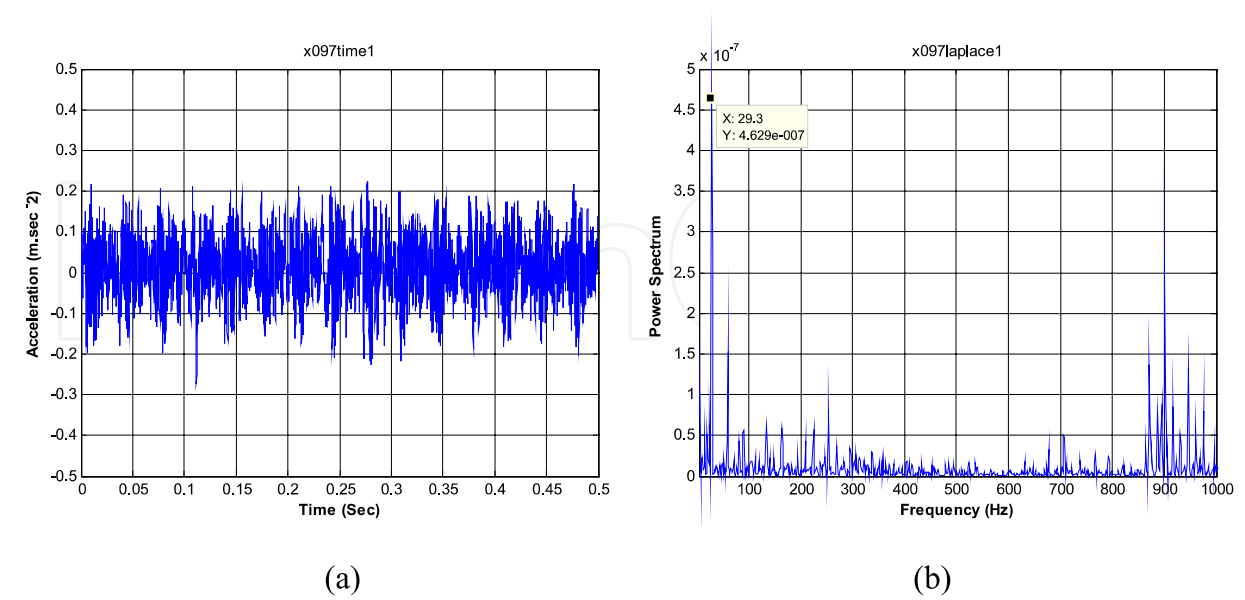 x097time1
0.5
0.4
0.3
0.2
0.1
0
-0.1
-0.2
-0.3
-0.4
-0.5
Acceleration (m.sec -2)
0 0.05 0.1 0.15 0.2 0.25 0.3 0.35 0.4 0.45 0.5
Time (Sec)
(a)
x097laplace1
x 10-7
5
4.5
4
3.5
3
2.5
2
1.5
1
0.5
0
Power Spectrum
X: 29.3
Y: 4.629e-007
100 200 300 400 500 600 700 800 900 1000
Frequency (Hz)
(b)